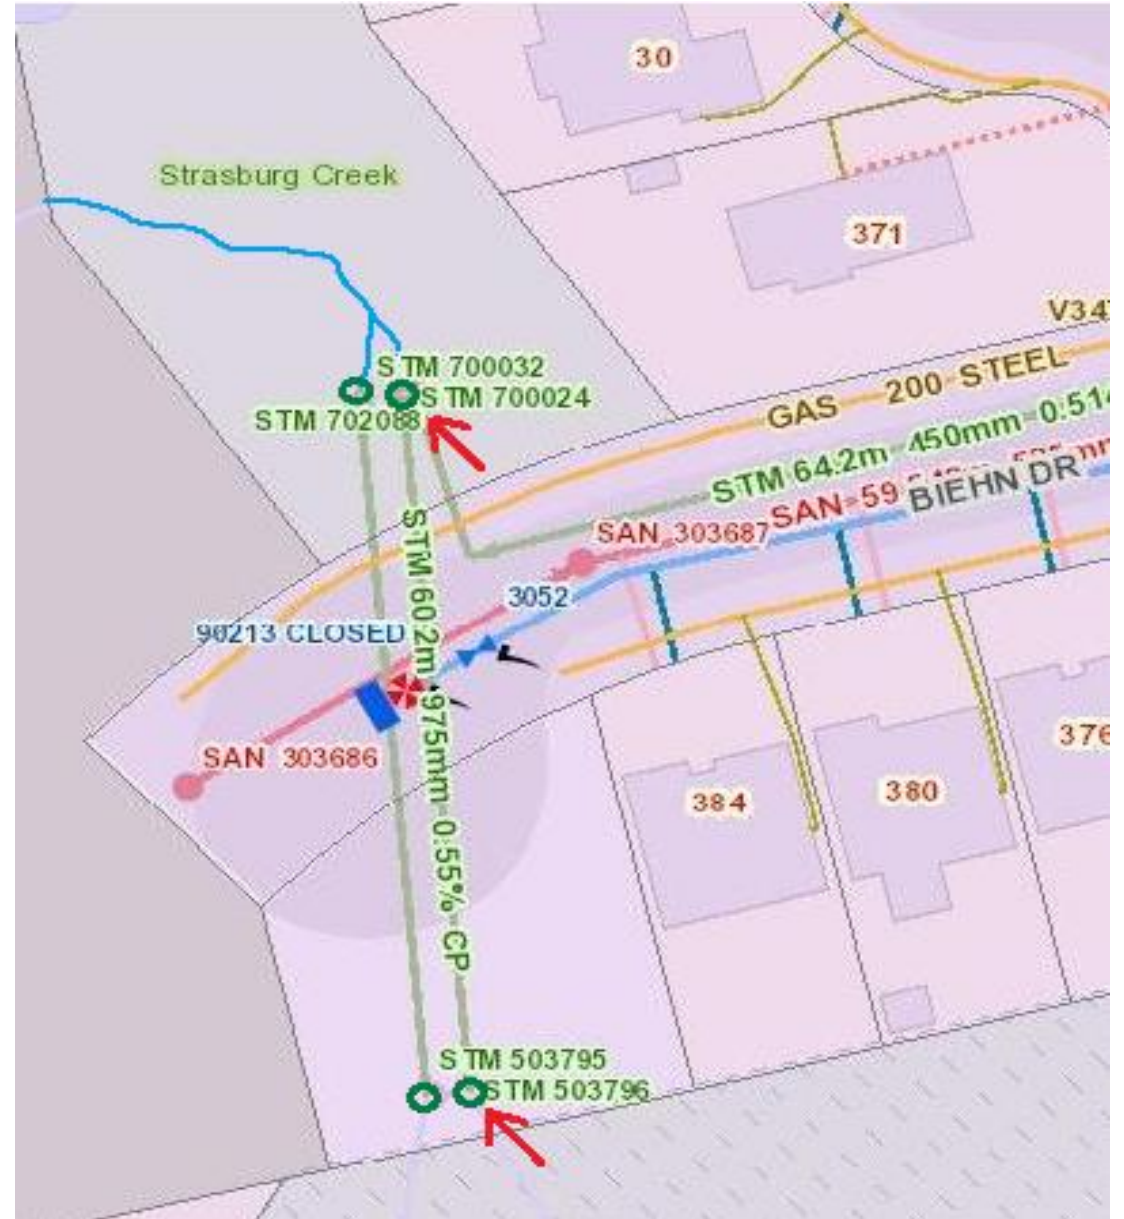 30
Strasburg Creek
371
V34
STM 700032
STM 700024
STM 702088
GAS 200 STEEL
STM 64.2m 450mm 0.514
SAN 59
BIEHN DR
SAN 303687
STM 60.2m 975mm 0.55% CP
3052
90213 CLOSED
SAN 303686
384
380
376
STM 503795
STM 503796